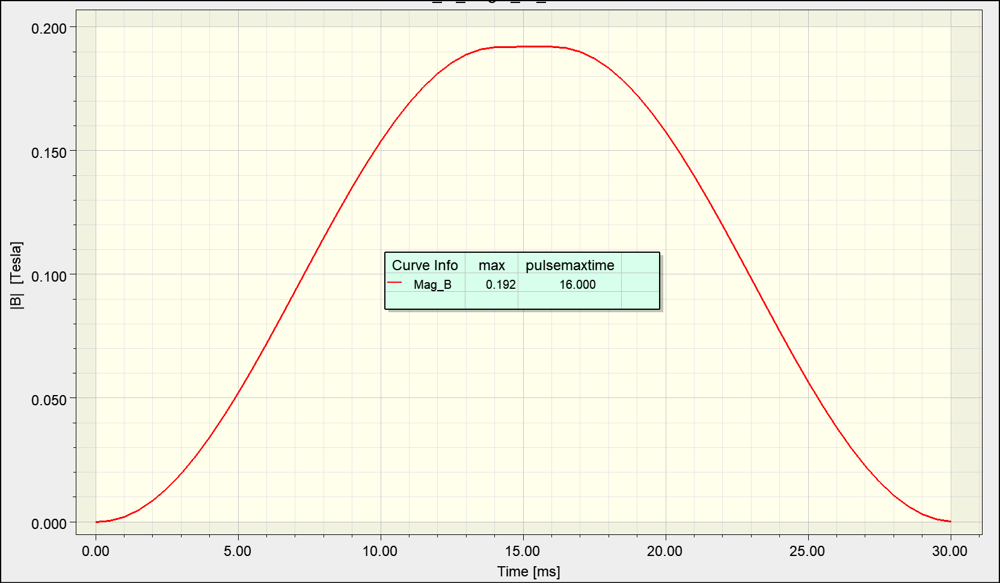 0.200
0.150
0.100
0.050
0.000
|B| [Tesla]
Curve Info max pulsemaxtime
Mag_B 0.192 16.000
0.00 5.00 10.00 15.00 20.00 25.00 30.00
Time [ms]